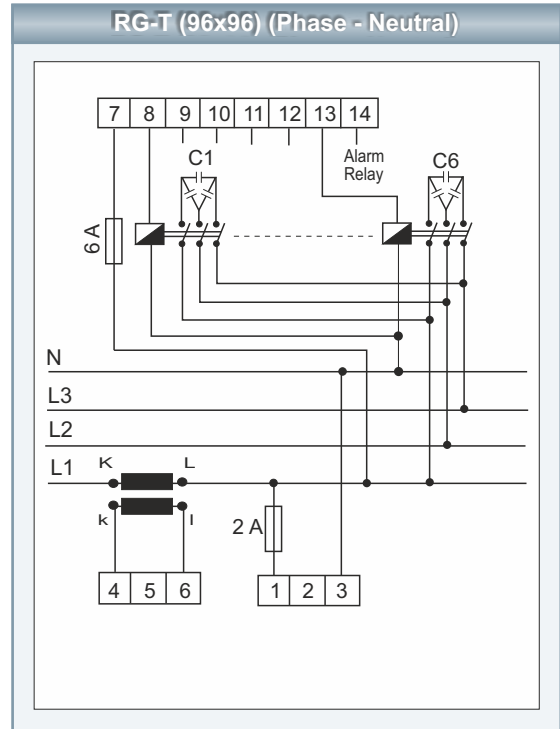 RG-T (96x96) (Phase - Neutral)
7 8 9 10 11 12 13 14
Alarm
Relay
C1
C6
6 A
N
L3
L2
L1
K L
k l
2 A
4 5 6
1 2 3